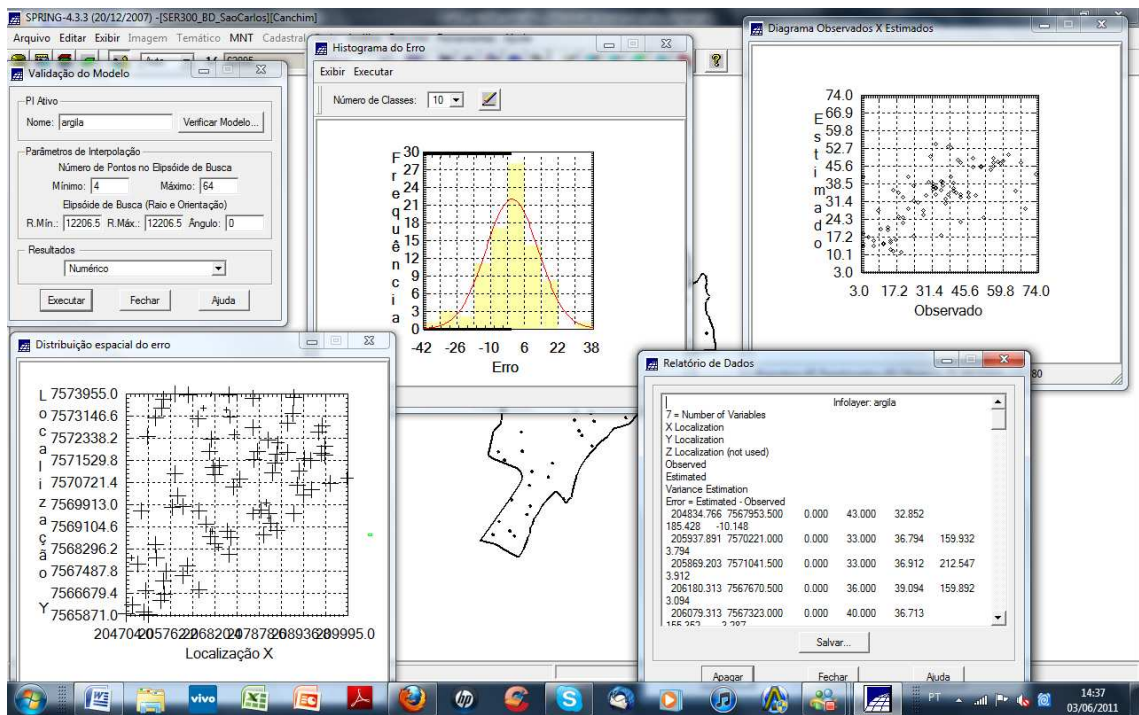 SPRING-4.3.3 (20/12/2007) -[SER300_BD_SaoCarlos][Canchim]
Arquivo Editar Exibir Imagem Temático MNT Cadastral
Validação do Modelo
PI Ativo
Nome: argila Verificar Modelo...
Parâmetros de Interpolação
Número de Pontos no Elipsóide de Busca
Mínimo: 4 Máximo: 64
Elipsóide de Busca (Raio e Orientação)
R.Mín.: 12206.5 R.Máx.: 12206.5 Ângulo: 0
Resultados
Numérico
Executar Fechar Ajuda
Histograma do Erro
Exibir Executar
Número de Classes: 10
Frequência
30
27
24
21
18
15
12
9
6
3
0
-42 -26 -10 6 22 38
Erro
Diagrama Observados X Estimados
Estimado
74.0
66.9
59.8
52.7
45.6
38.5
31.4
24.3
17.2
10.1
3.0
3.0 17.2 31.4 45.6 59.8 74.0
Observado
Distribuição espacial do erro
Localização Y
7573955.0
7573146.6
7572338.2
7571529.8
7570721.4
7569913.0
7569104.6
7568296.2
7567487.8
7566679.4
7565871.0
Localização X
Relatório de Dados
Infolayer: argila
7 = Number of Variables
X Localization
Y Localization
Z Localization (not used)
Observed
Estimated
Variance Estimation
Error = Estimated - Observed
204834.766 7567953.500 0.000 43.000 32.852
185.428 -10.148
205937.891 7570221.000 0.000 33.000 36.794 159.932
3.794
205869.203 7571041.500 0.000 33.000 36.912 212.547
3.912
206180.313 7567670.500 0.000 36.000 39.094 159.892
3.094
206079.313 7567323.000 0.000 40.000 36.713
Salvar...
Apagar Fechar Ajuda
vivo
hp
PT
14:37
03/06/2011